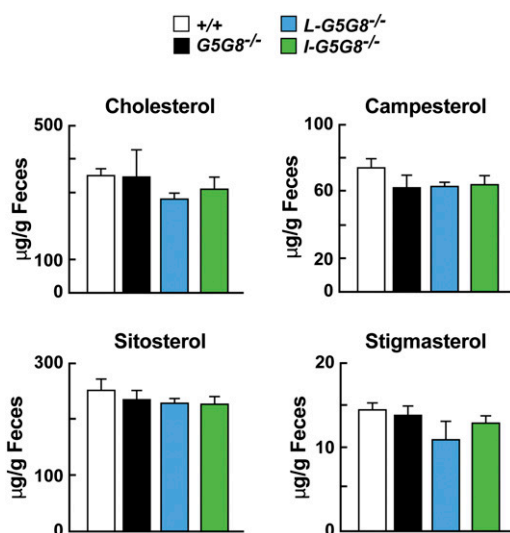 +/+ L-G5G8-/-
G5G8-/- I-G5G8-/-
Cholesterol
500
100
0
μg/g Feces
Campesterol
100
60
20
0
μg/g Feces
Sitosterol
300
100
0
μg/g Feces
Stigmasterol
20
10
0
μg/g Feces